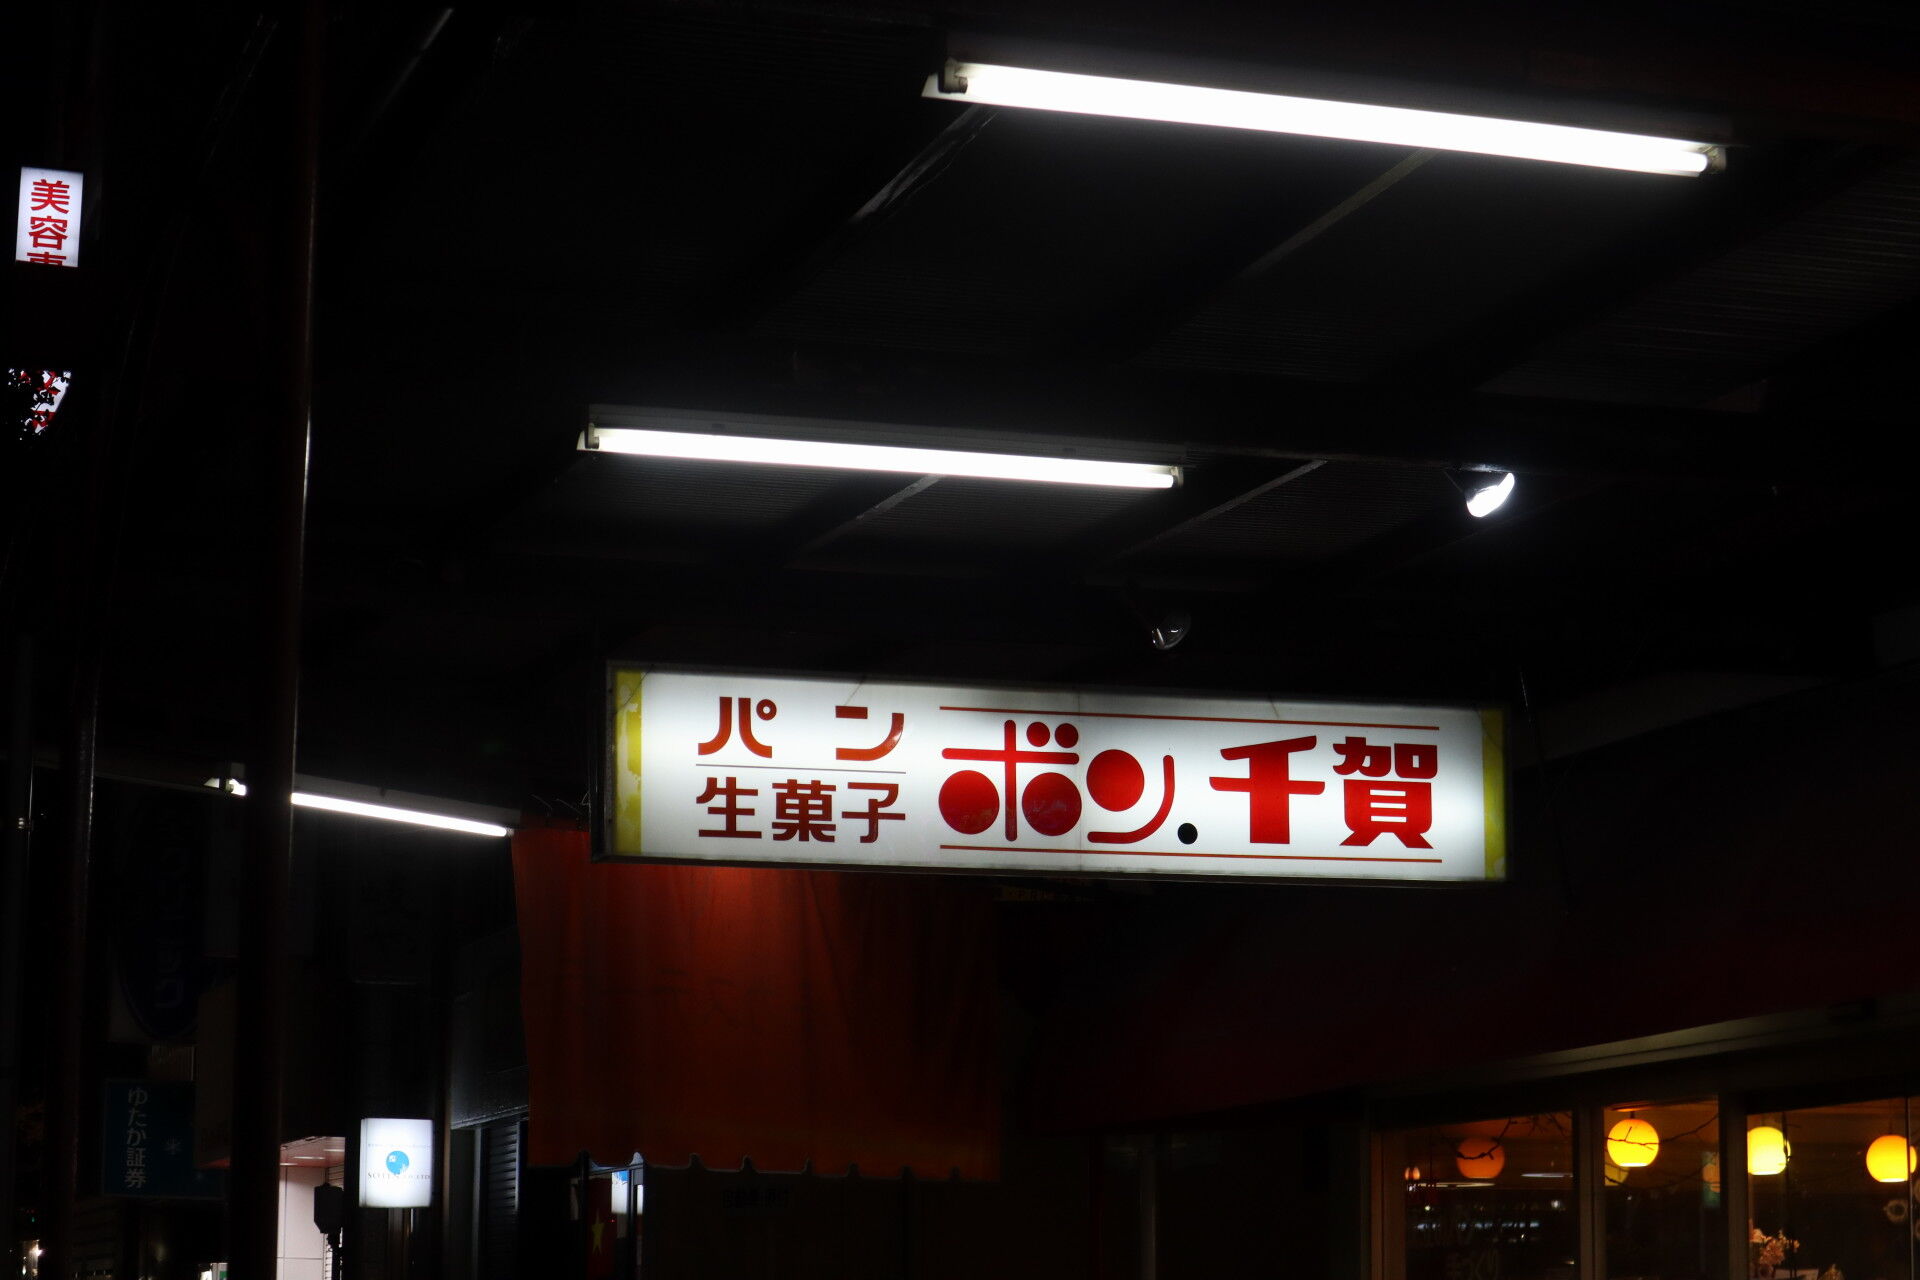 美容
パン
生菓子
ボン.千賀
ゆたか証券